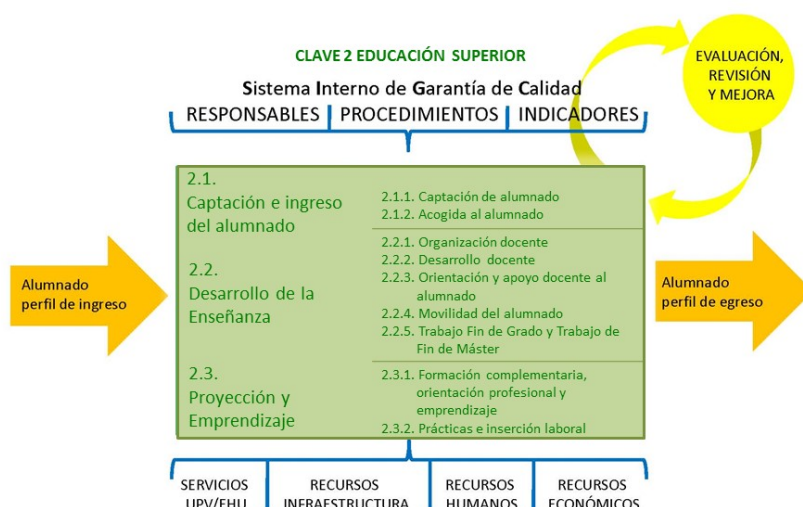 CLAVE 2 EDUCACIÓN SUPERIOR
EVALUACIÓN,
REVISIÓN
Y MEJORA
Sistema Interno de Garantía de Calidad
RESPONSABLES PROCEDIMIENTOS INDICADORES
2.1.
Captación e ingreso
del alumnado
2.1.1. Captación de alumnado
2.1.2. Acogida al alumnado
2.2.
Desarrollo de la
Enseñanza
2.2.1. Organización docente
2.2.2. Desarrollo docente
2.2.3. Orientación y apoyo docente al
alumnado
2.2.4. Movilidad del alumnado
2.2.5. Trabajo Fin de Grado y Trabajo de
Fin de Máster
2.3.
Proyección y
Emprendizaje
2.3.1. Formación complementaria,
orientación profesional y
emprendizaje
2.3.2. Prácticas e inserción laboral
Alumnado
perfil de ingreso
Alumnado
perfil de egreso
SERVICIOS
UPV/EHU
RECURSOS
INFRAESTRUCTURA
RECURSOS
HUMANOS
RECURSOS
ECONÓMICOS